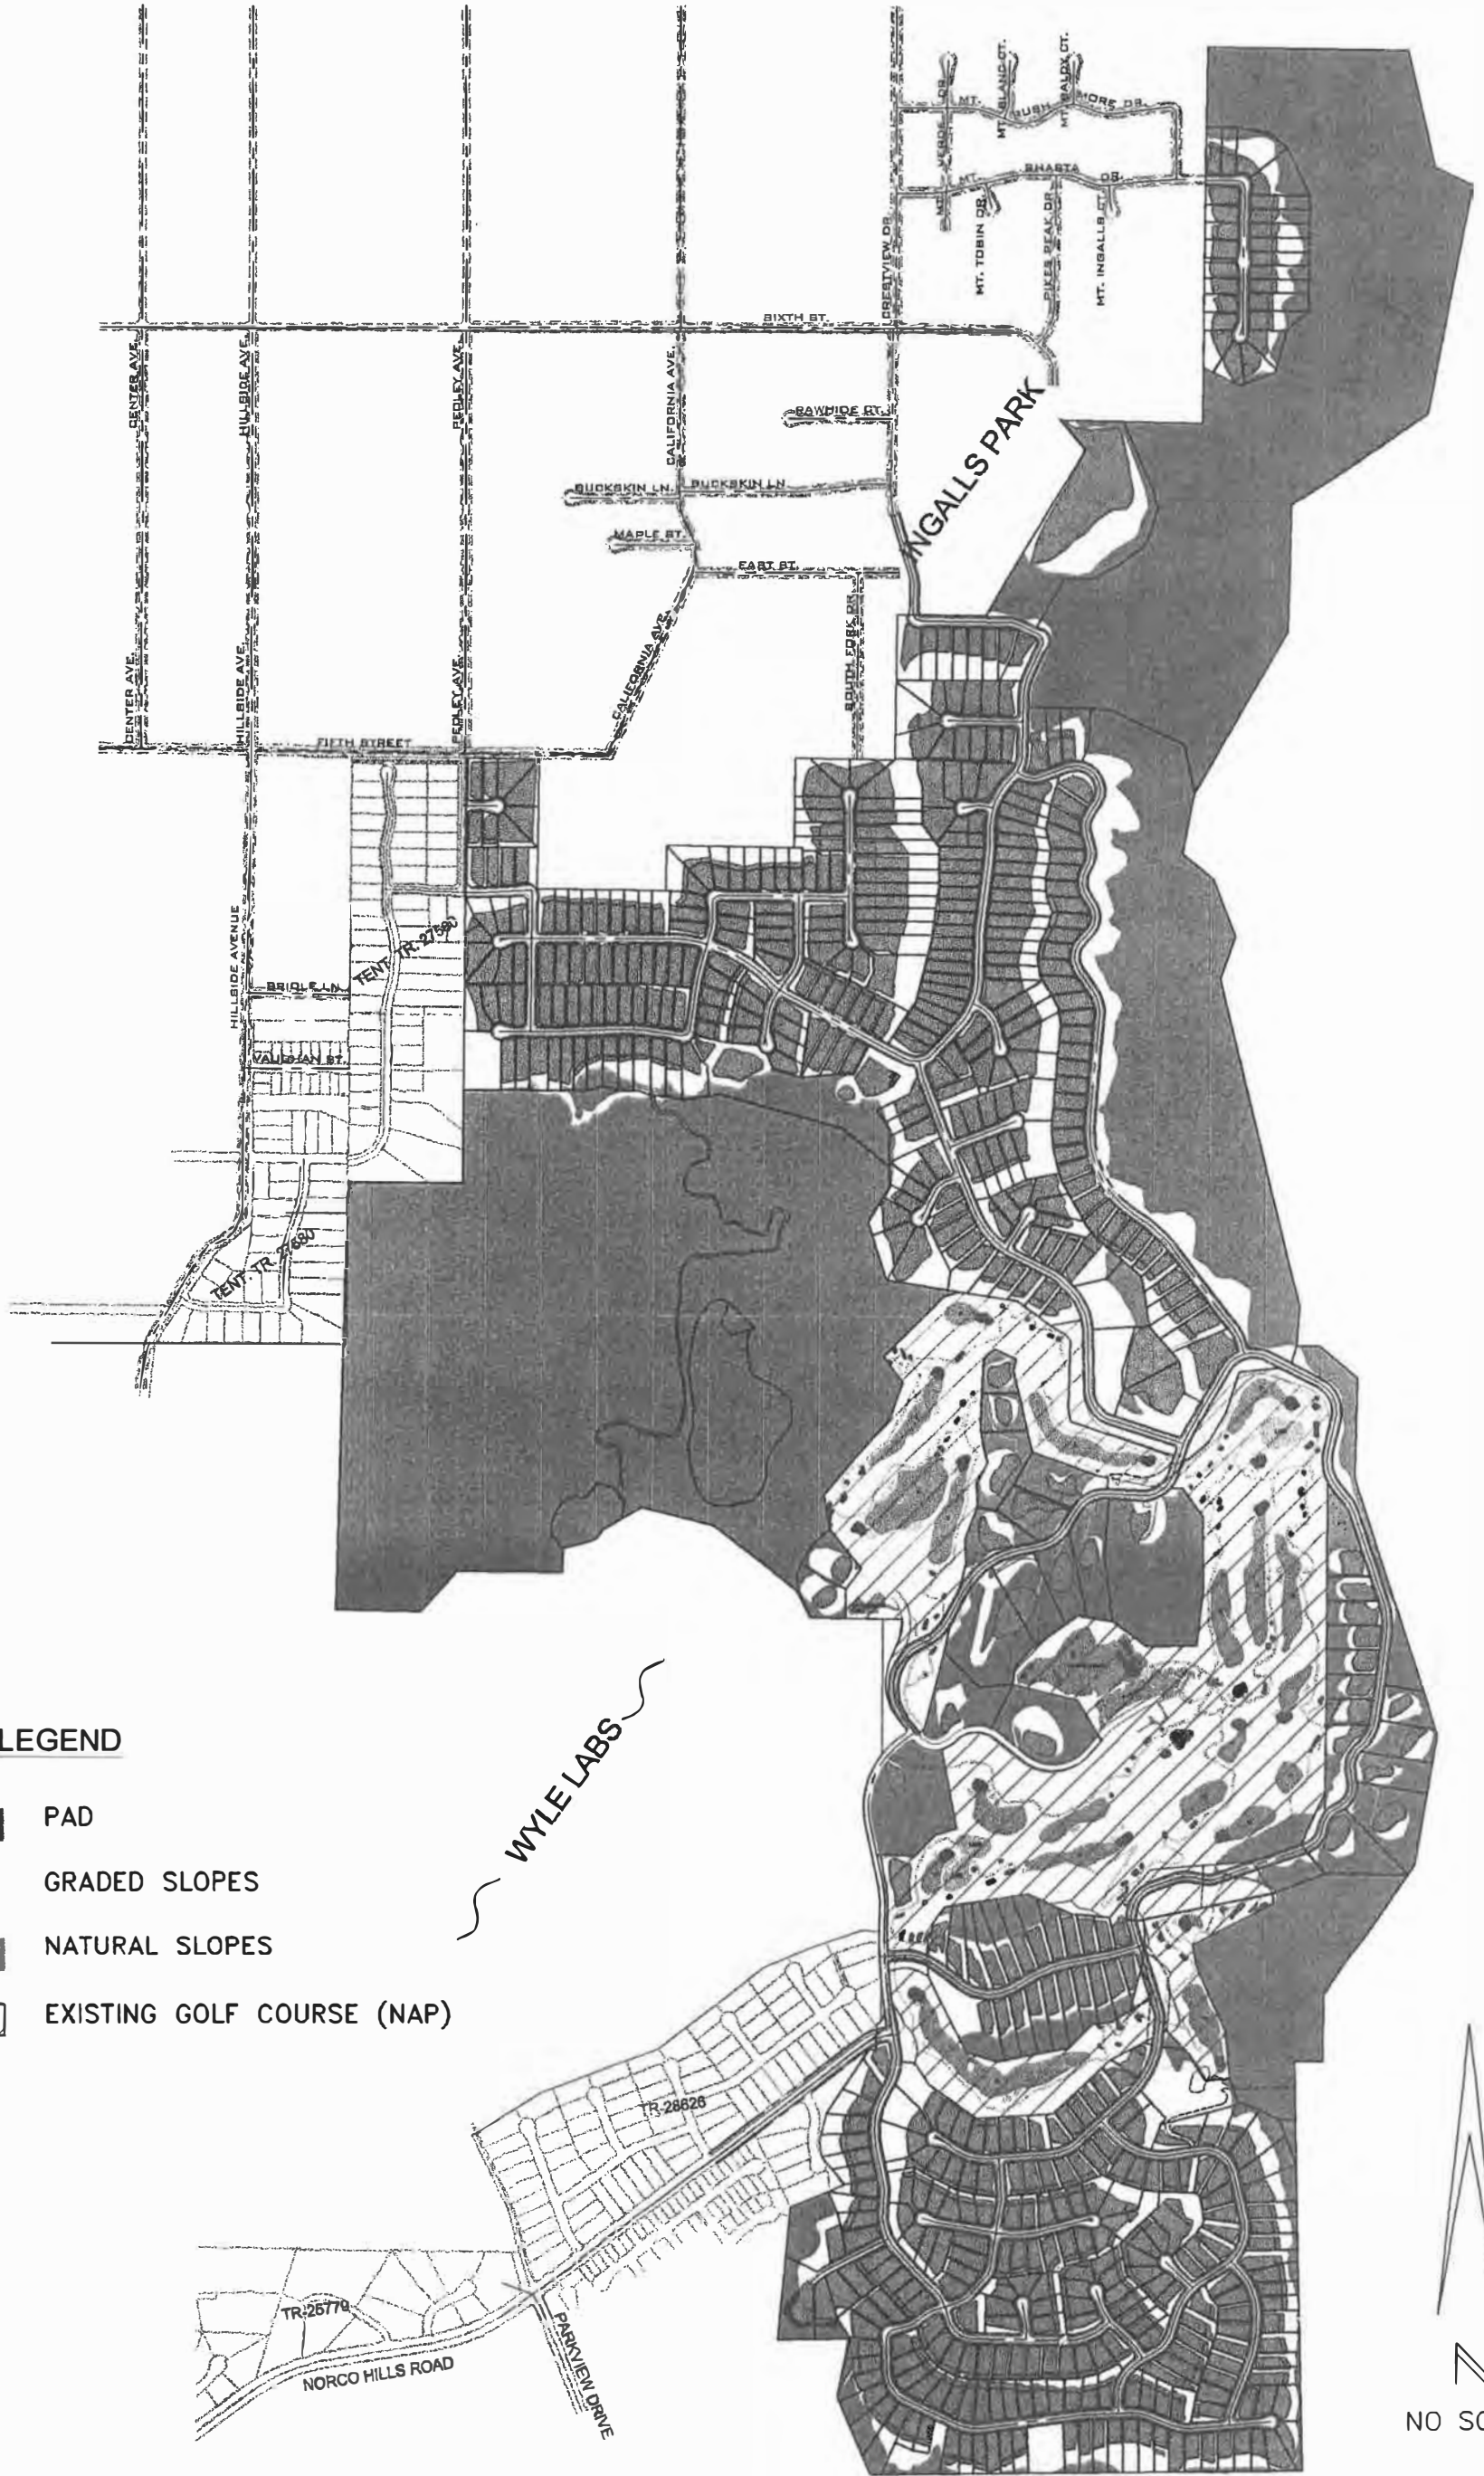 MT. BLANC CT.
MT. BALDY CT.
MT. VERDE DR.
MT. RUSHMORE DR.
MT. SHASTA DR.
MT. TOBIN DR.
PIKES PEAK DR.
MT. INGALLS CT.
CRESTVIEW DR.
SIXTH ST.
CENTER AVE.
HILLSIDE AVE.
PEDLEY AVE.
CALIFORNIA AVE.
RAWHIDE CT.
INGALLS PARK
BUCKSKIN LN.
BUCKSKIN LN.
MAPLE ST.
EAST ST.
CENTER AVE.
HILLSIDE AVE.
PEDLEY AVE.
CALIFORNIA AVE.
SOUTH FORK DR.
FIFTH STREET
HILLSIDE AVENUE
TENT. TR. 27580
BRIDLE LN.
VAUGHAN ST.
TENT. TR. 27580
WYLE LABS
LEGEND
PAD
GRADED SLOPES
NATURAL SLOPES
EXISTING GOLF COURSE (NAP)
TR-28626
TR-25779
NORCO HILLS ROAD
PARKVIEW DRIVE
N
NO SC